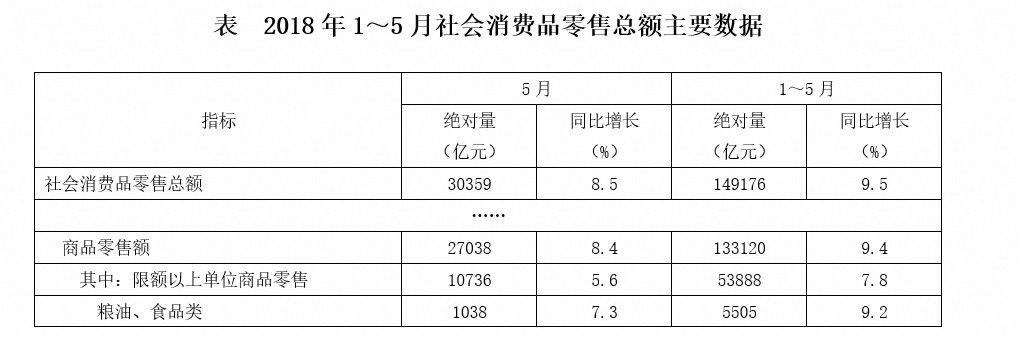 表 2018 年 1～5 月社会消费品零售总额主要数据
指标 5 月 1～5 月
绝对量 同比增长 绝对量 同比增长
（亿元） （%） （亿元） （%）
社会消费品零售总额 30359 8.5 149176 9.5
……
商品零售额 27038 8.4 133120 9.4
其中：限额以上单位商品零售 10736 5.6 53888 7.8
粮油、食品类 1038 7.3 5505 9.2